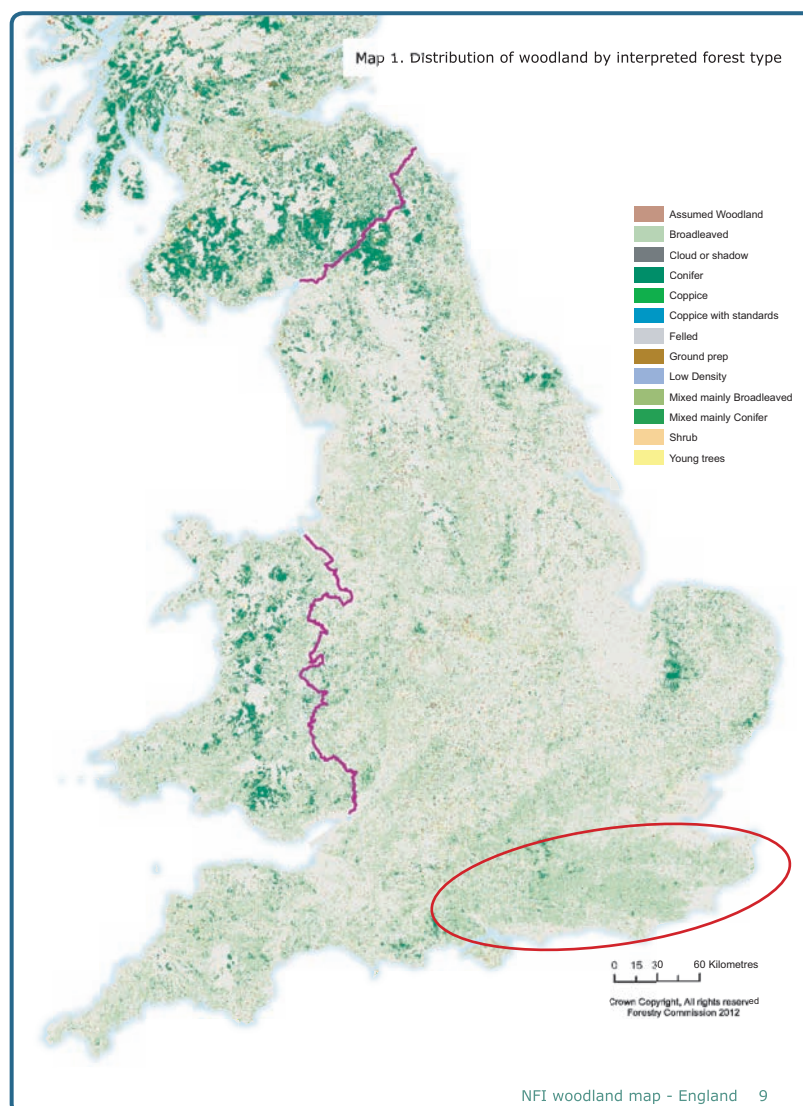 Map 1. Distribution of woodland by interpreted forest type
Assumed Woodland
Broadleaved
Cloud or shadow
Conifer
Coppice
Coppice with standards
Felled
Ground prep
Low Density
Mixed mainly Broadleaved
Mixed mainly Conifer
Shrub
Young trees
0 15 30 60 Kilometres
Crown Copyright, All rights reserved
Forestry Commission 2012
NFI woodland map - England 9